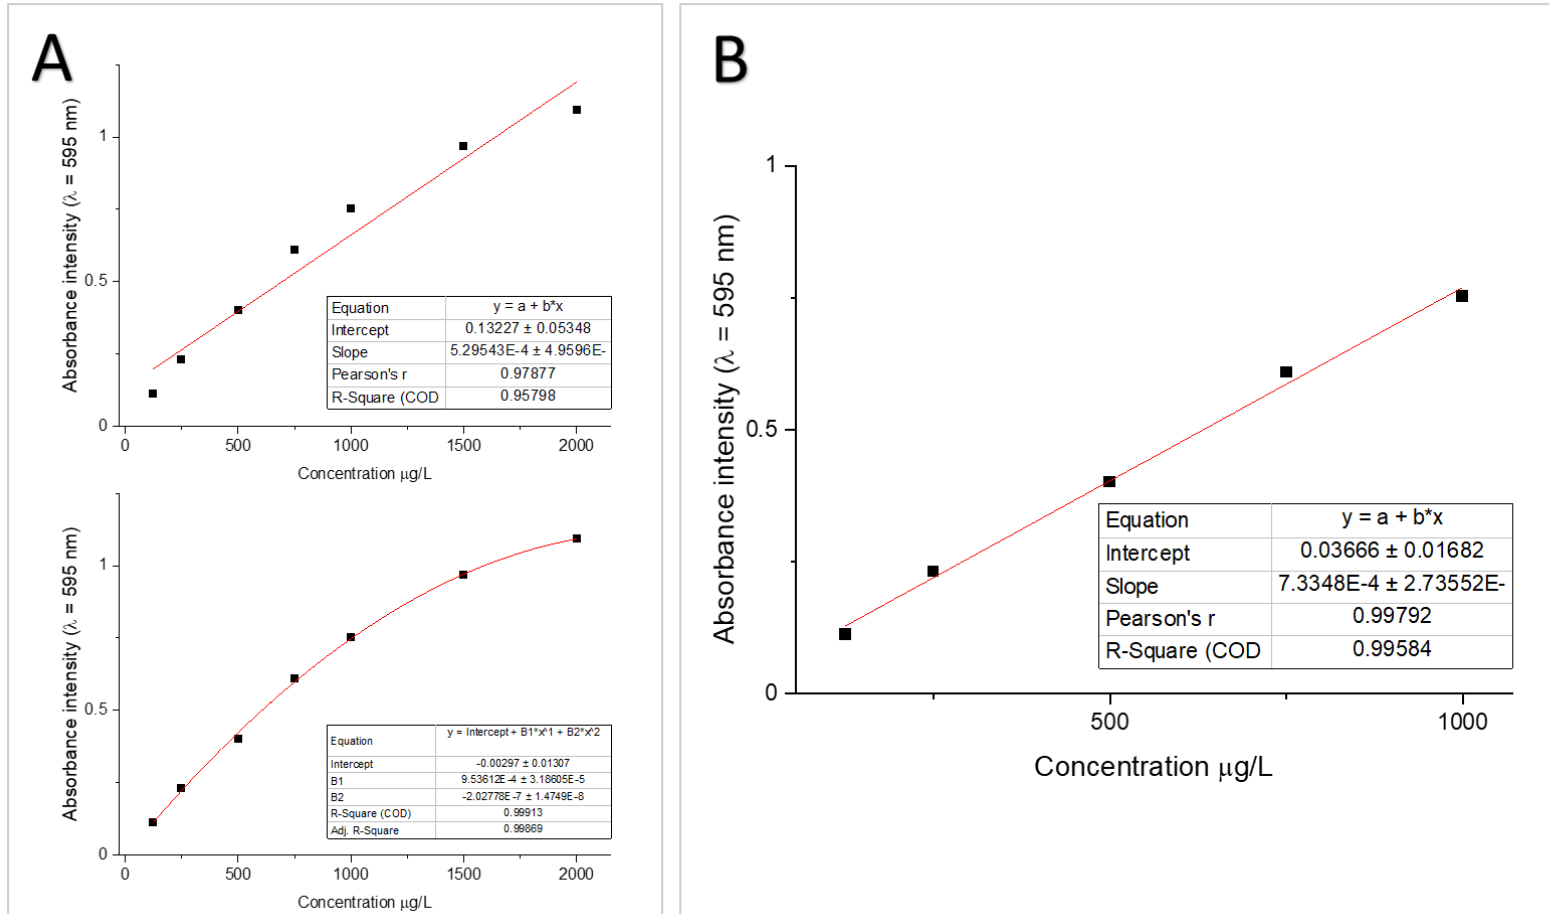 A
Absorbance intensity (λ = 595 nm)
1
0.5
0
Equation y = a + b*x
Intercept 0.13227 ± 0.05348
Slope 5.29543E-4 ± 4.9596E-
Pearson's r 0.97877
R-Square (COD 0.95798
0 500 1000 1500 2000
Concentration μg/L
Absorbance intensity (λ = 595 nm)
1
0.5
0
Equation y = Intercept + B1*x^1 + B2*x^2
Intercept -0.00297 ± 0.01307
B1 9.53612E-4 ± 3.18605E-5
B2 -2.02778E-7 ± 1.4749E-8
R-Square (COD) 0.99913
Adj. R-Square 0.99869
0 500 1000 1500 2000
Concentration μg/L
B
Absorbance intensity (λ = 595 nm)
1
0.5
0
Equation y = a + b*x
Intercept 0.03666 ± 0.01682
Slope 7.3348E-4 ± 2.73552E-
Pearson's r 0.99792
R-Square (COD 0.99584
500 1000
Concentration μg/L